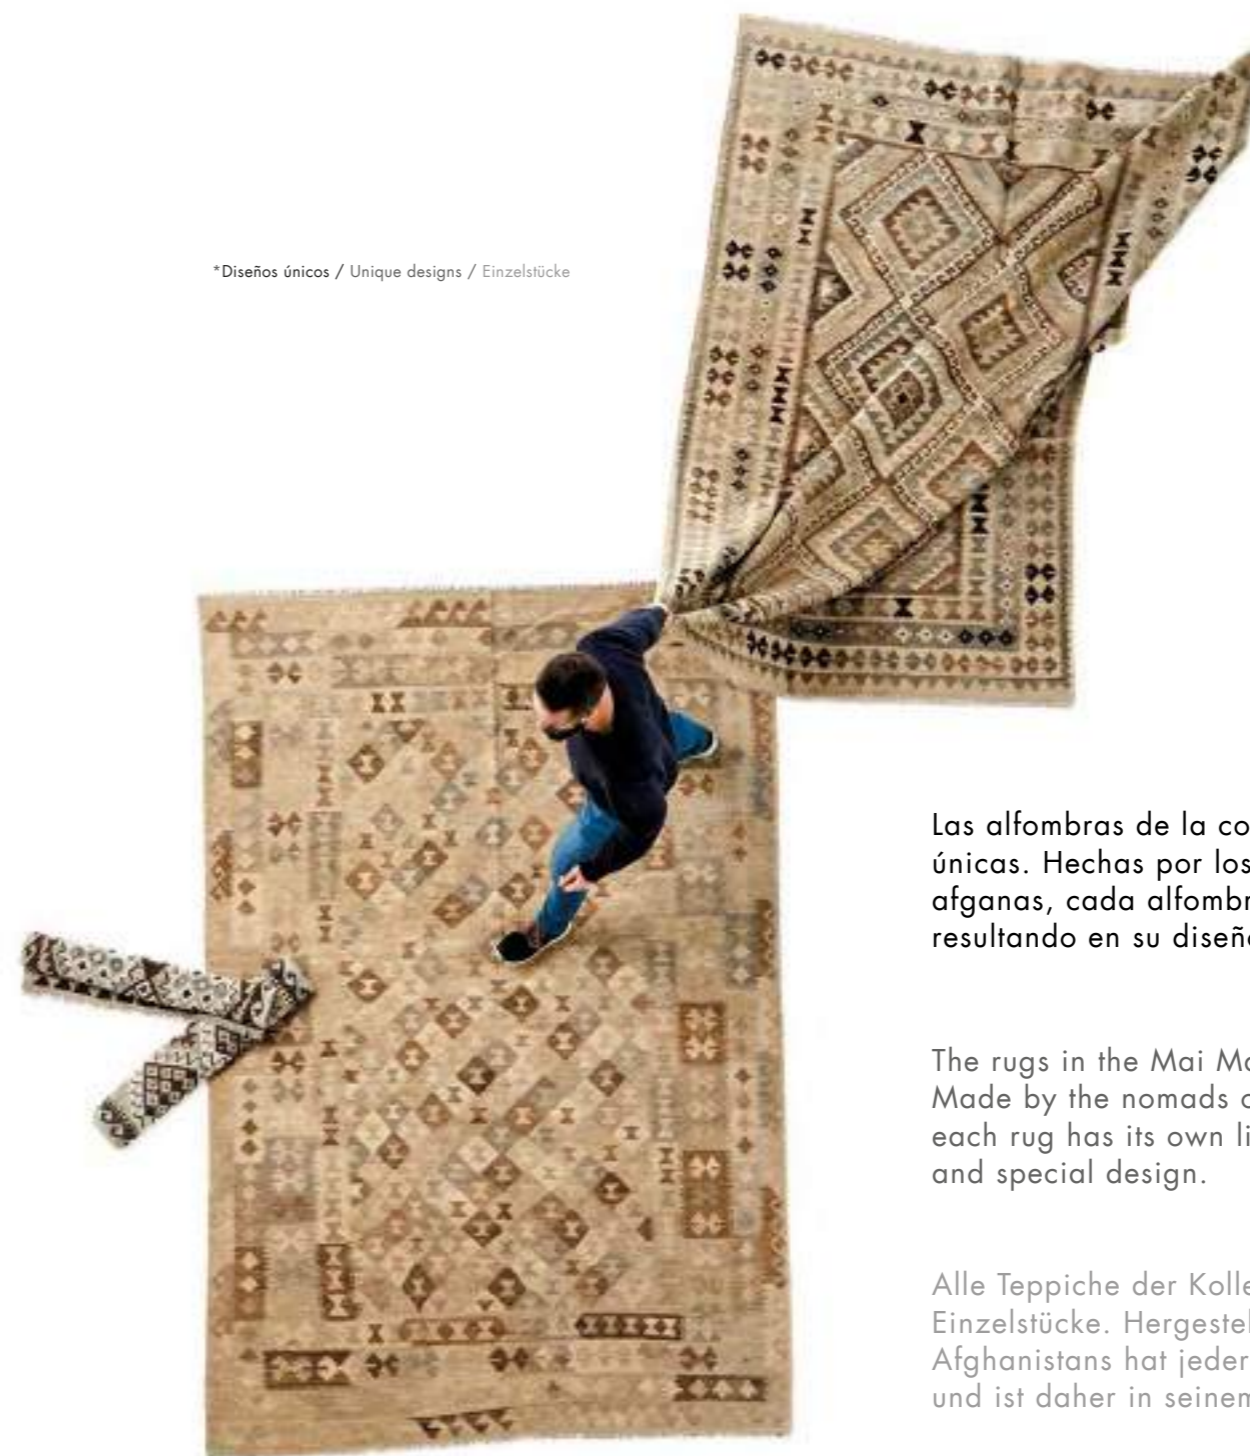 *Diseños únicos / Unique designs / Einzelstücke
Las alfombras de la co
únicas. Hechas por los
afganas, cada alfombr
resultando en su diseñ
The rugs in the Mai Ma
Made by the nomads o
each rug has its own li
and special design.
Alle Teppiche der Kolle
Einzelstücke. Hergestel
Afghanistans hat jeder
und ist daher in seinem